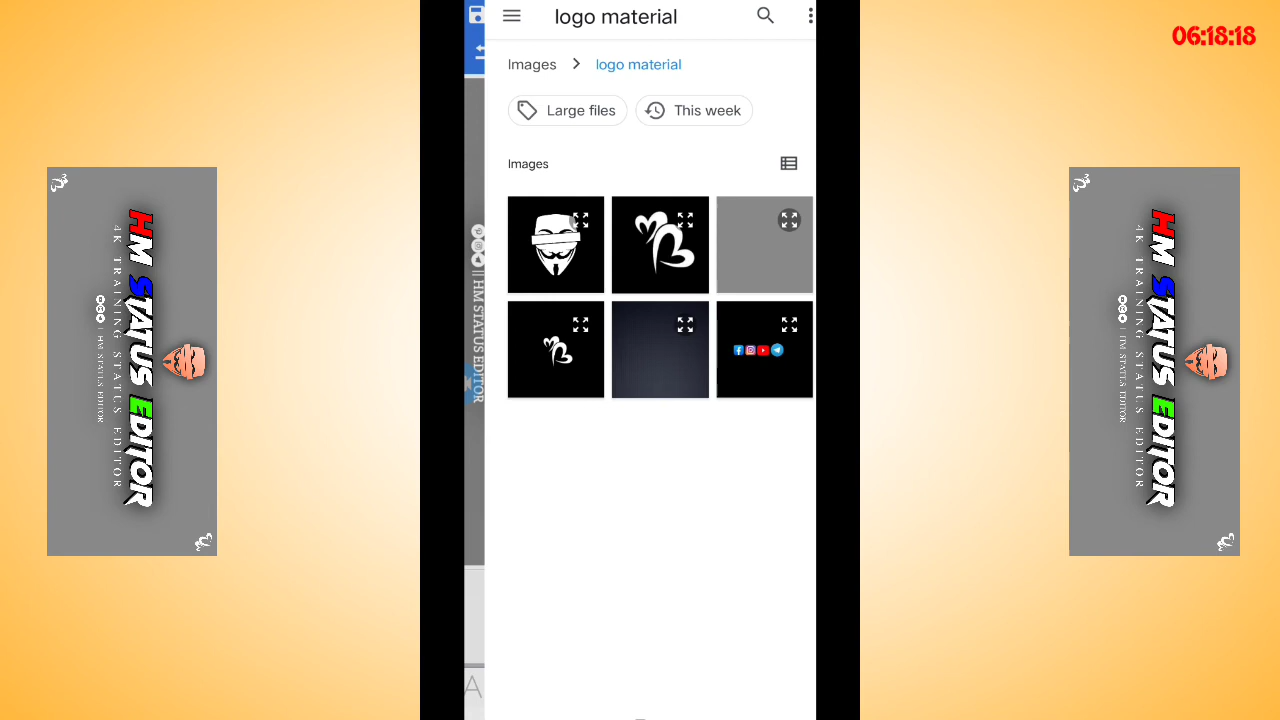 logo material
06:18:18
Images
logo material
Large files
This week
Images
HM STATUS EDITOR
4K TRAINING STATUS EDITOR
| HM STATUS EDITOR
|| HM STATUS EDITOR
A
HM STATUS EDITOR
4K TRAINING STATUS EDITOR
| HM STATUS EDITOR